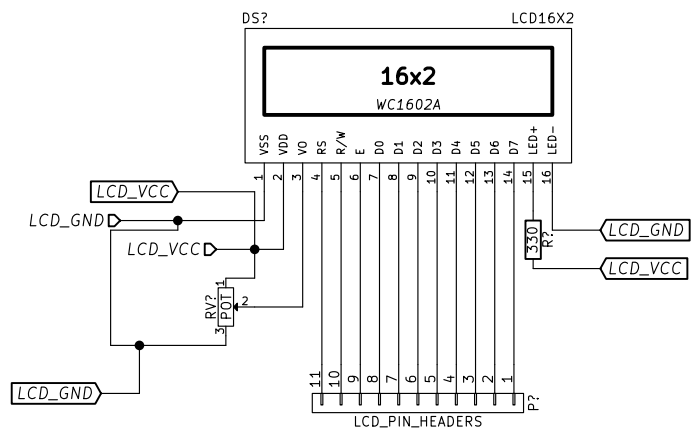 DS?
LCD16X2
16x2
WC1602A
VSS VDD VO RS R/W E D0 D1 D2 D3 D4 D5 D6 D7 LED+ LED-
1 2 3 4 5 6 7 8 9 10 11 12 13 14 15 16
LCD_VCC
LCD_GND
LCD_VCC
330
R?
LCD_GND
LCD_VCC
RV?
POT
1
2
3
LCD_GND
11 10 9 8 7 6 5 4 3 2 1
P?
LCD_PIN_HEADERS